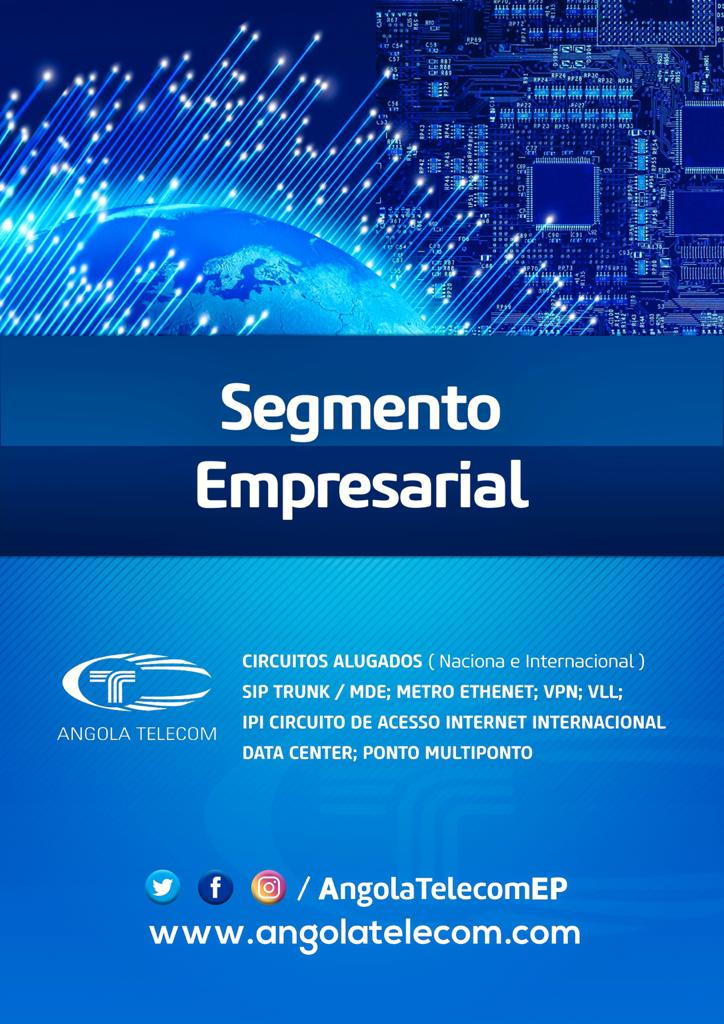 Segmento
Empresarial
ANGOLA TELECOM
CIRCUITOS ALUGADOS ( Naciona e Internacional )
SIP TRUNK / MDE; METRO ETHENET; VPN; VLL;
IPI CIRCUITO DE ACESSO INTERNET INTERNACIONAL
DATA CENTER; PONTO MULTIPONTO
/ AngolaTelecomEP
www.angolatelecom.com